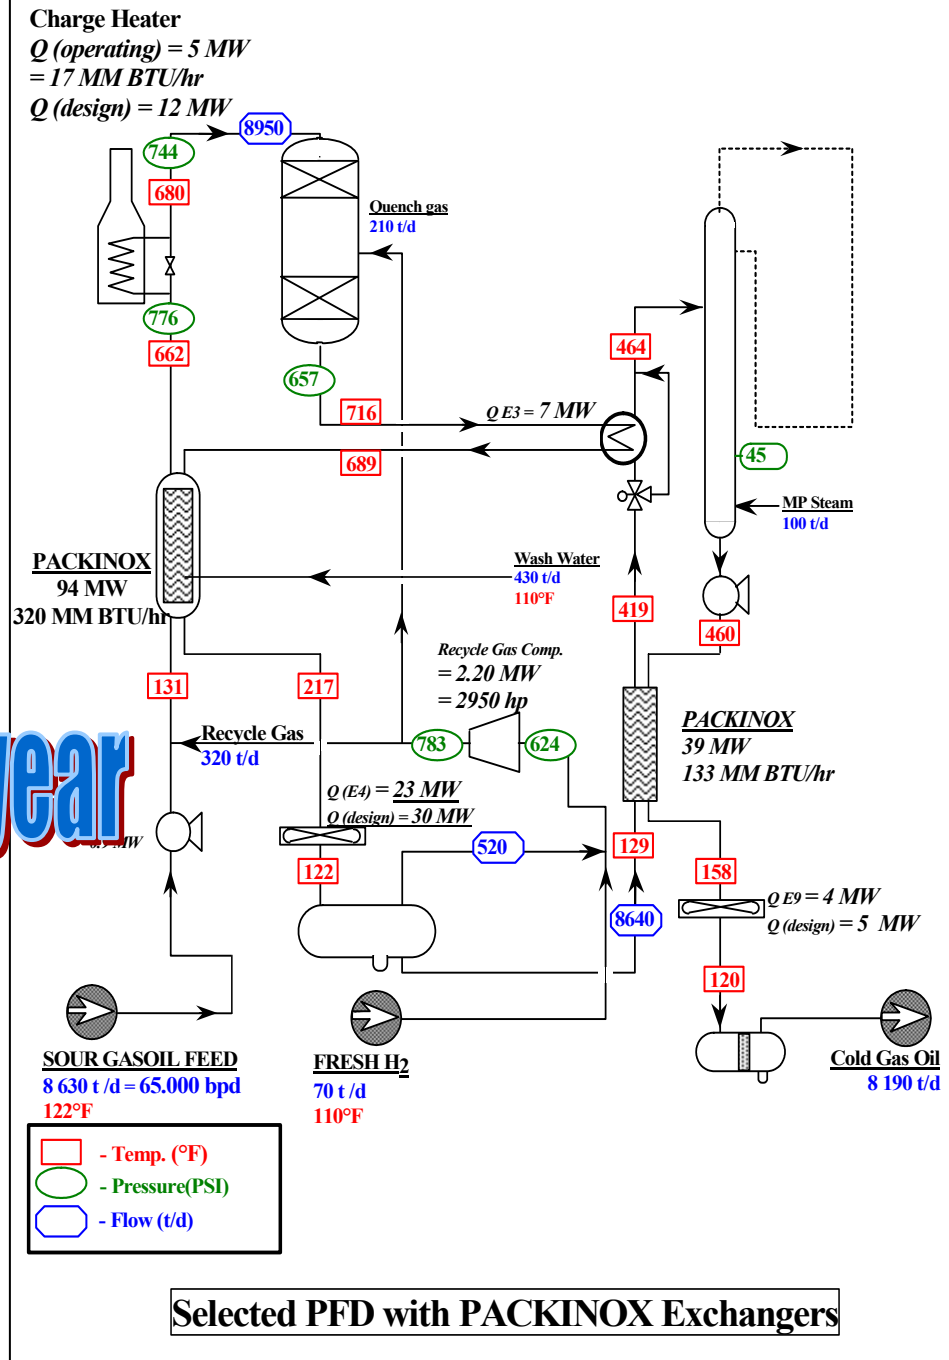 Charge Heater
Q (operating) = 5 MW
= 17 MM BTU/hr
Q (design) = 12 MW
8950
744
680
Quench gas
210 t/d
776
662
464
657
716
Q E3 = 7 MW
689
45
MP Steam
100 t/d
PACKINOX
94 MW
320 MM BTU/hr
Wash Water
430 t/d
110°F
419
460
Recycle Gas Comp.
= 2.20 MW
= 2950 hp
131
217
PACKINOX
39 MW
133 MM BTU/hr
Recycle Gas
320 t/d
783
624
year
Q (E4) = 23 MW
Q (design) = 30 MW
MW
520
129
122
158
Q E9 = 4 MW
Q (design) = 5 MW
8640
120
SOUR GASOIL FEED
8 630 t /d = 65.000 bpd
122°F
FRESH H2
70 t /d
110°F
Cold Gas Oil
8 190 t/d
- Temp. (°F)
- Pressure(PSI)
- Flow (t/d)
Selected PFD with PACKINOX Exchangers